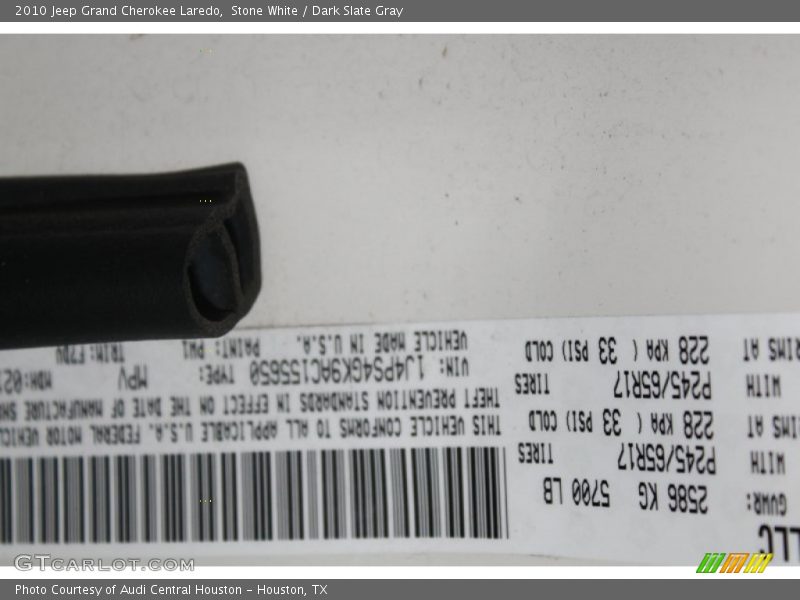 2010 Jeep Grand Cherokee Laredo, Stone White / Dark Slate Gray
LLC
GVWR: 2586 KG 5700 LB
WITH P245/65R17 TIRES
RIMS AT 228 KPA ( 33 PSI) COLD
WITH P245/65R17 TIRES
RIMS AT 228 KPA ( 33 PSI) COLD
THIS VEHICLE CONFORMS TO ALL APPLICABLE U.S.A. FEDERAL MOTOR
THEFT PREVENTION STANDARDS IN EFFECT ON THE DATE OF MANUFACTURE
VIN: 1J4PS4GK9AC155650 TYPE: MPV MDH:
VEHICLE MADE IN U.S.A. PAINT: TRIM:
GTCARLOT.COM
Photo Courtesy of Audi Central Houston – Houston, TX